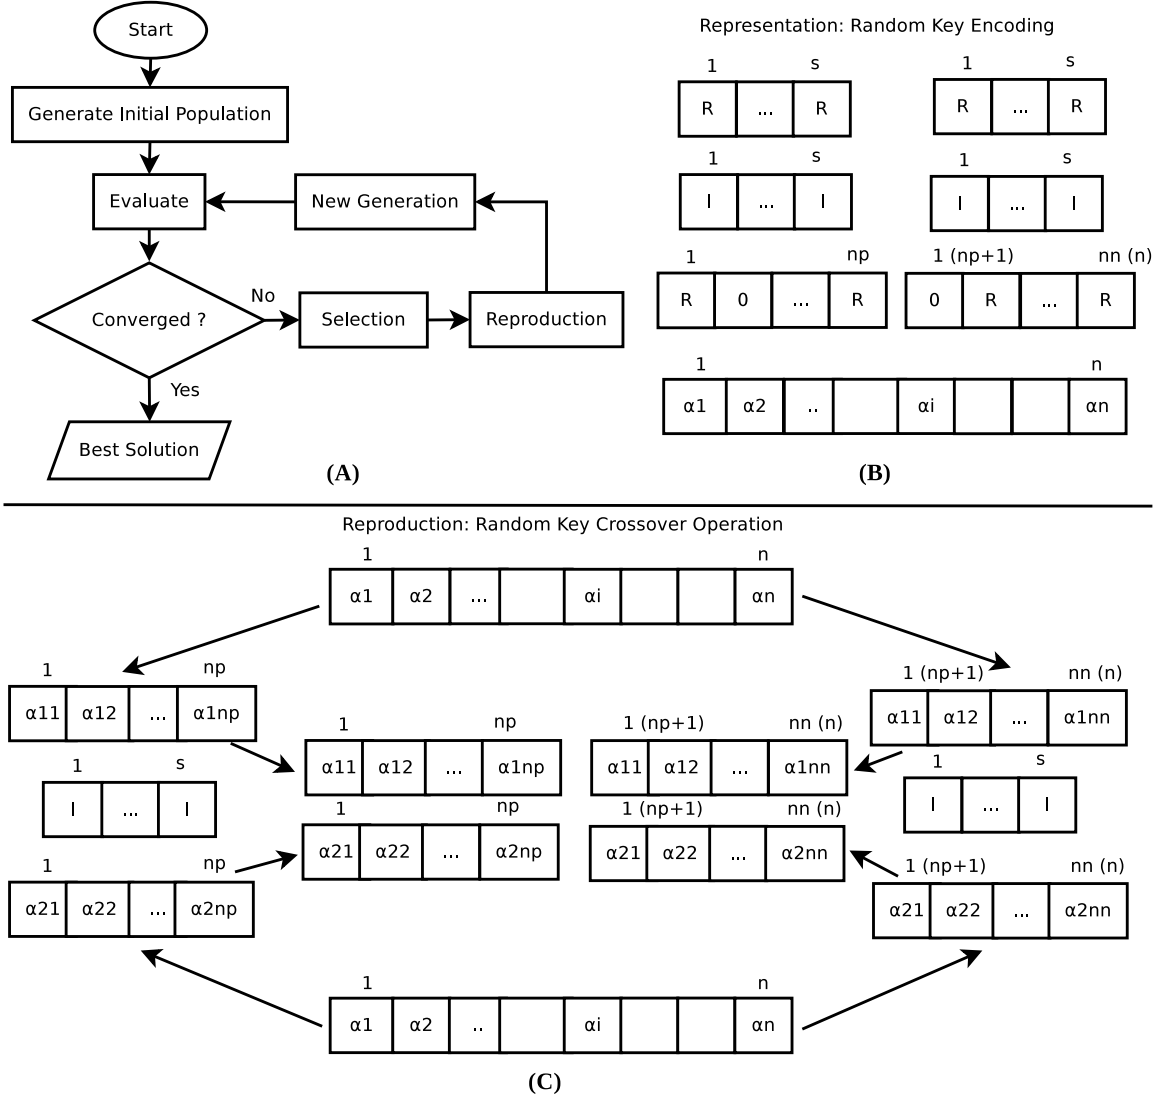 Start
Generate Initial Population
Evaluate
New Generation
Converged ?
No
Selection
Reproduction
Yes
Best Solution
(A)
Representation: Random Key Encoding
1 s 1 s
R ... R R ... R
1 s 1 s
I ... I I ... I
1 np 1 (np+1) nn (n)
R 0 ... R 0 R ... R
1 n
α1 α2 .. αi αn
(B)
Reproduction: Random Key Crossover Operation
1 n
α1 α2 ... αi αn
1 np 1 (np+1) nn (n)
α11 α12 ... α1np α11 α12 ... α1nn
1 np 1 (np+1) nn (n)
α11 α12 ... α1np α11 α12 ... α1nn
1 s 1 s
I ... I I ... I
1 np 1 (np+1) nn (n)
α21 α22 ... α2np α21 α22 ... α2nn
1 np 1 (np+1) nn (n)
α21 α22 ... α2np α21 α22 ... α2nn
1 n
α1 α2 .. αi αn
(C)